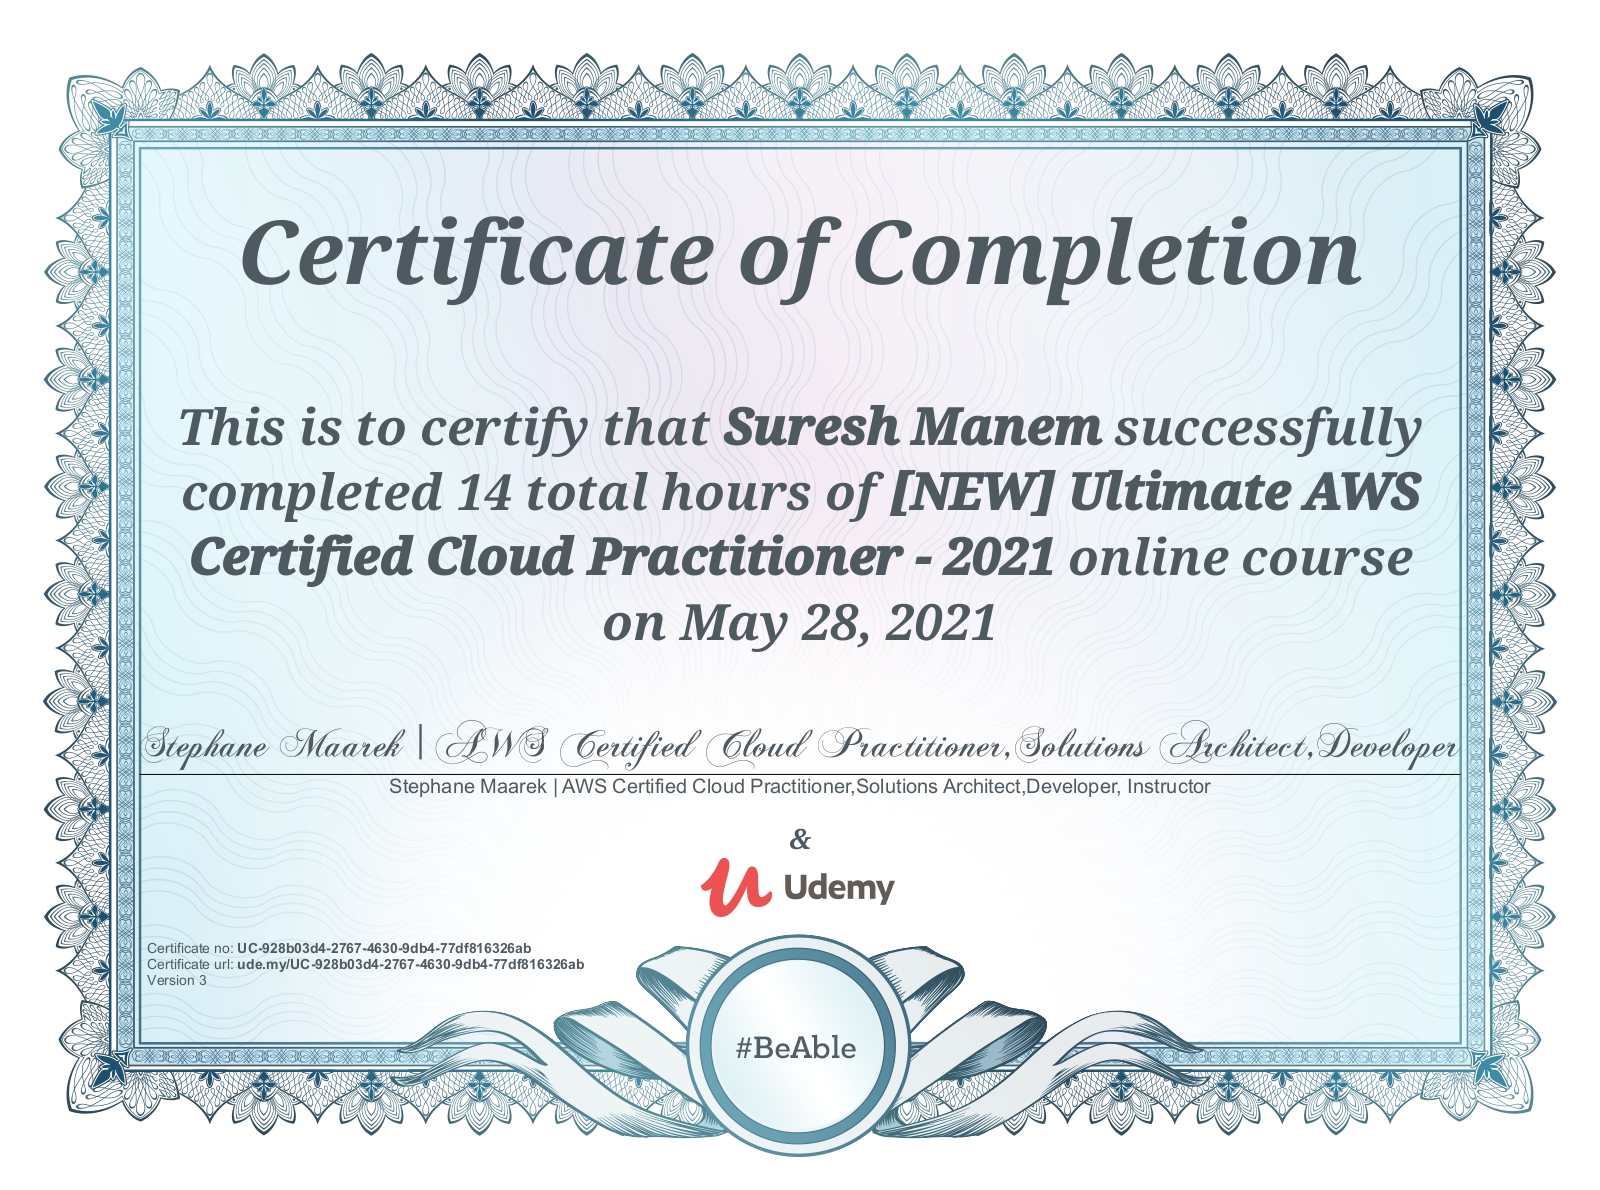 Certificate of Completion
This is to certify that Suresh Manem successfully
completed 14 total hours of [NEW] Ultimate AWS
Certified Cloud Practitioner - 2021 online course
on May 28, 2021
Stephane Maarek | AWS Certified Cloud Practitioner,Solutions Architect,Developer
Stephane Maarek | AWS Certified Cloud Practitioner,Solutions Architect,Developer, Instructor
&
Udemy
Certificate no: UC-928b03d4-2767-4630-9db4-77df816326ab
Certificate url: ude.my/UC-928b03d4-2767-4630-9db4-77df816326ab
Version 3
#BeAble